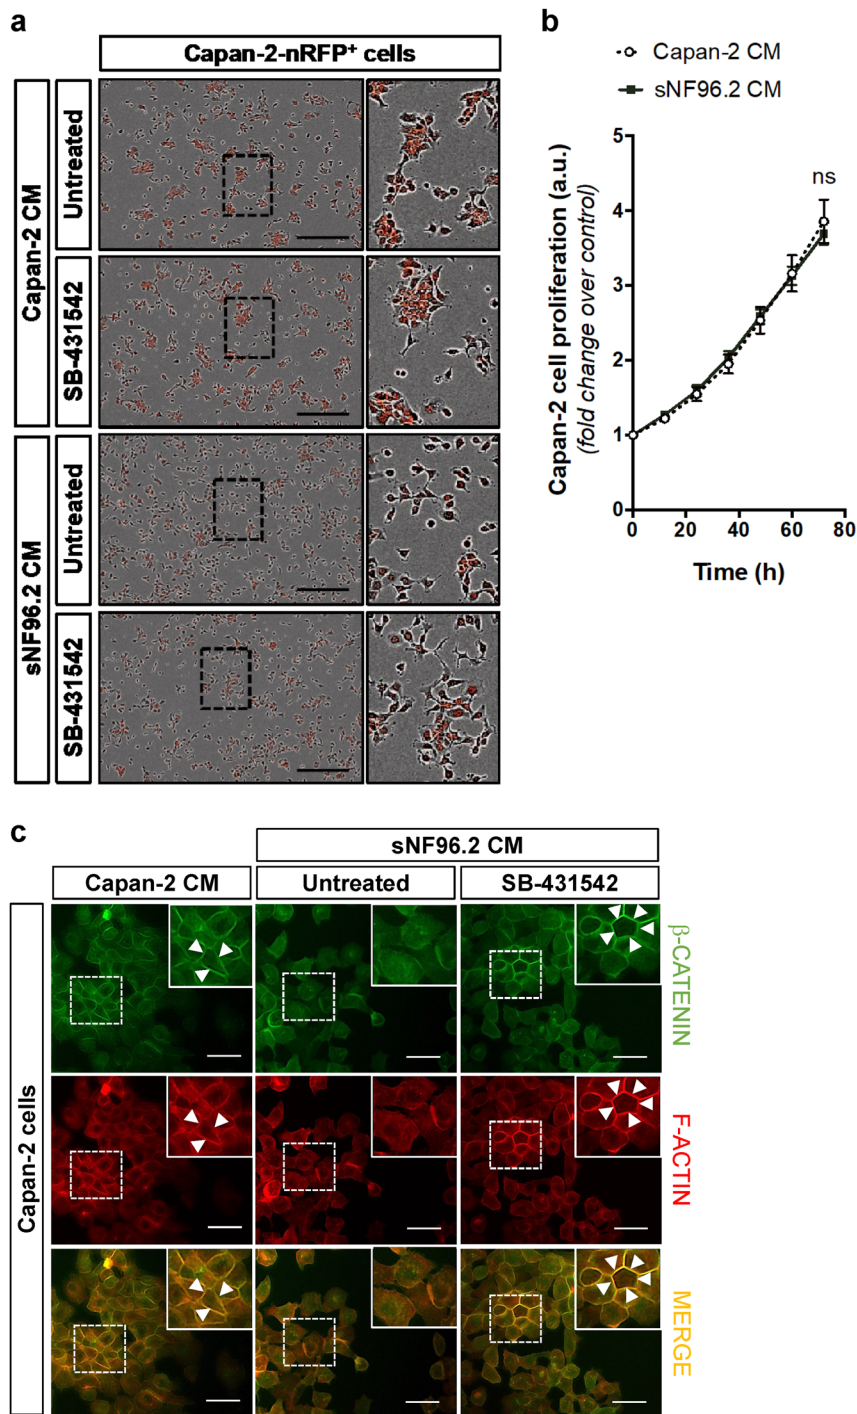 a
Capan-2-nRFP⁺ cells
Capan-2 CM
Untreated
SB-431542
sNF96.2 CM
Untreated
SB-431542
b
Capan-2 CM
sNF96.2 CM
Capan-2 cell proliferation (a.u.)
(fold change over control)
5
4
3
2
1
0
ns
0 20 40 60 80
Time (h)
c
sNF96.2 CM
Capan-2 CM Untreated SB-431542
Capan-2 cells
β-CATENIN
F-ACTIN
MERGE